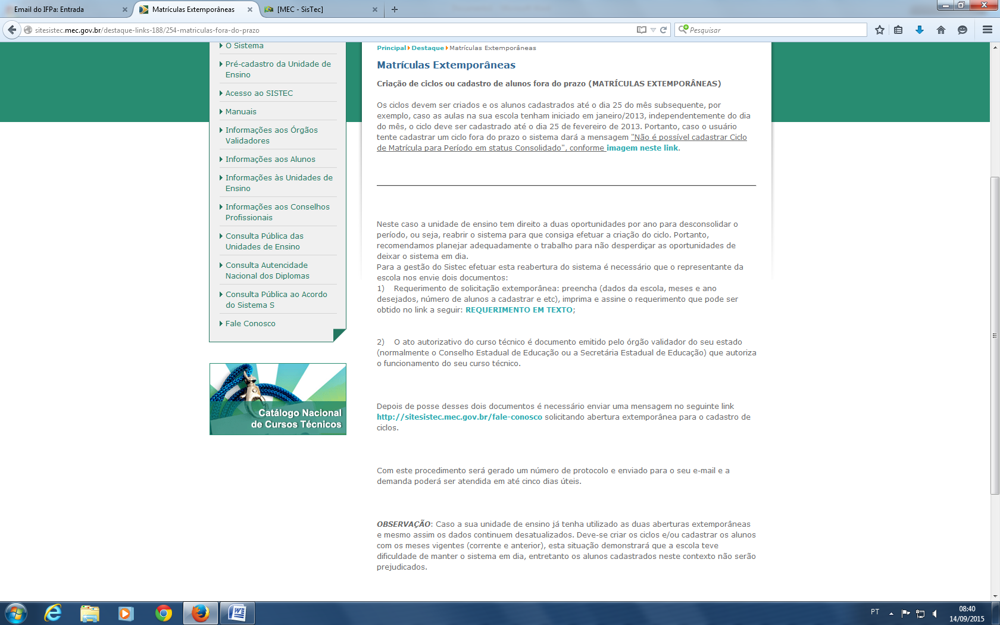 Email do IFPa: Entrada
Matrículas Extemporâneas
[MEC - SisTec]
sitesistec.mec.gov.br/destaque-links-188/254-matriculas-fora-do-prazo
Pesquisar
O Sistema
Pré-cadastro da Unidade de
Ensino
Acesso ao SISTEC
Manuais
Informações aos Órgãos
Validadores
Informações aos Alunos
Informações às Unidades de
Ensino
Informações aos Conselhos
Profissionais
Consulta Pública das
Unidades de Ensino
Consulta Autencidade
Nacional dos Diplomas
Consulta Pública ao Acordo
do Sistema S
Fale Conosco
Catálogo Nacional
de Cursos Técnicos
Principal Destaque Matrículas Extemporâneas
Matrículas Extemporâneas
Criação de ciclos ou cadastro de alunos fora do prazo (MATRÍCULAS EXTEMPORÂNEAS)
Os ciclos devem ser criados e os alunos cadastrados até o dia 25 do mês subsequente, por
exemplo, caso as aulas na sua escola tenham iniciado em janeiro/2013, independentemente do dia
do mês, o ciclo deve ser cadastrado até o dia 25 de fevereiro de 2013. Portanto, caso o usuário
tente cadastrar um ciclo fora do prazo o sistema dará a mensagem "Não é possível cadastrar Ciclo
de Matrícula para Período em status Consolidado", conforme imagem neste link.
Neste caso a unidade de ensino tem direito a duas oportunidades por ano para desconsolidar o
período, ou seja, reabrir o sistema para que consiga efetuar a criação do ciclo. Portanto,
recomendamos planejar adequadamente o trabalho para não desperdiçar as oportunidades de
deixar o sistema em dia.
Para a gestão do Sistec efetuar esta reabertura do sistema é necessário que o representante da
escola nos envie dois documentos:
1) Requerimento de solicitação extemporânea: preencha (dados da escola, meses e ano
desejados, número de alunos a cadastrar e etc), imprima e assine o requerimento que pode ser
obtido no link a seguir: REQUERIMENTO EM TEXTO;
2) O ato autorizativo do curso técnico é documento emitido pelo órgão validador do seu estado
(normalmente o Conselho Estadual de Educação ou a Secretária Estadual de Educação) que autoriza
o funcionamento do seu curso técnico.
Depois de posse desses dois documentos é necessário enviar uma mensagem no seguinte link
http://sitesistec.mec.gov.br/fale-conosco solicitando abertura extemporânea para o cadastro de
ciclos.
Com este procedimento será gerado um número de protocolo e enviado para o seu e-mail e a
demanda poderá ser atendida em até cinco dias úteis.
OBSERVAÇÃO: Caso a sua unidade de ensino já tenha utilizado as duas aberturas extemporâneas
e mesmo assim os dados continuem desatualizados. Deve-se criar os ciclos e/ou cadastrar os alunos
com os meses vigentes (corrente e anterior), esta situação demonstrará que a escola teve
dificuldade de manter o sistema em dia, entretanto os alunos cadastrados neste contexto não serão
prejudicados.
PT
08:40
14/09/2015